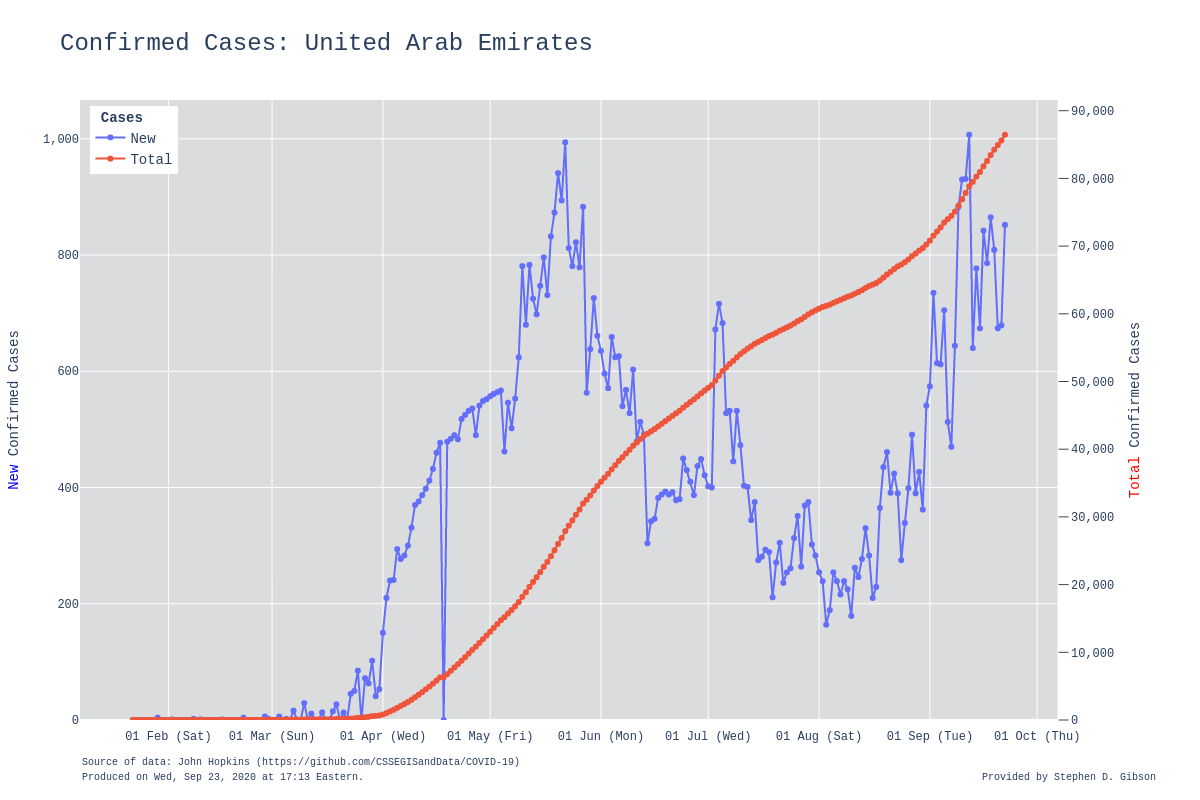 Confirmed Cases: United Arab Emirates
Cases
New
Total
1,000
800
600
400
200
0
New Confirmed Cases
90,000
80,000
70,000
60,000
50,000
40,000
30,000
20,000
10,000
0
Total Confirmed Cases
01 Feb (Sat) 01 Mar (Sun) 01 Apr (Wed) 01 May (Fri) 01 Jun (Mon) 01 Jul (Wed) 01 Aug (Sat) 01 Sep (Tue) 01 Oct (Thu)
Source of data: John Hopkins (https://github.com/CSSEGISandData/COVID-19)
Produced on Wed, Sep 23, 2020 at 17:13 Eastern.
Provided by Stephen D. Gibson